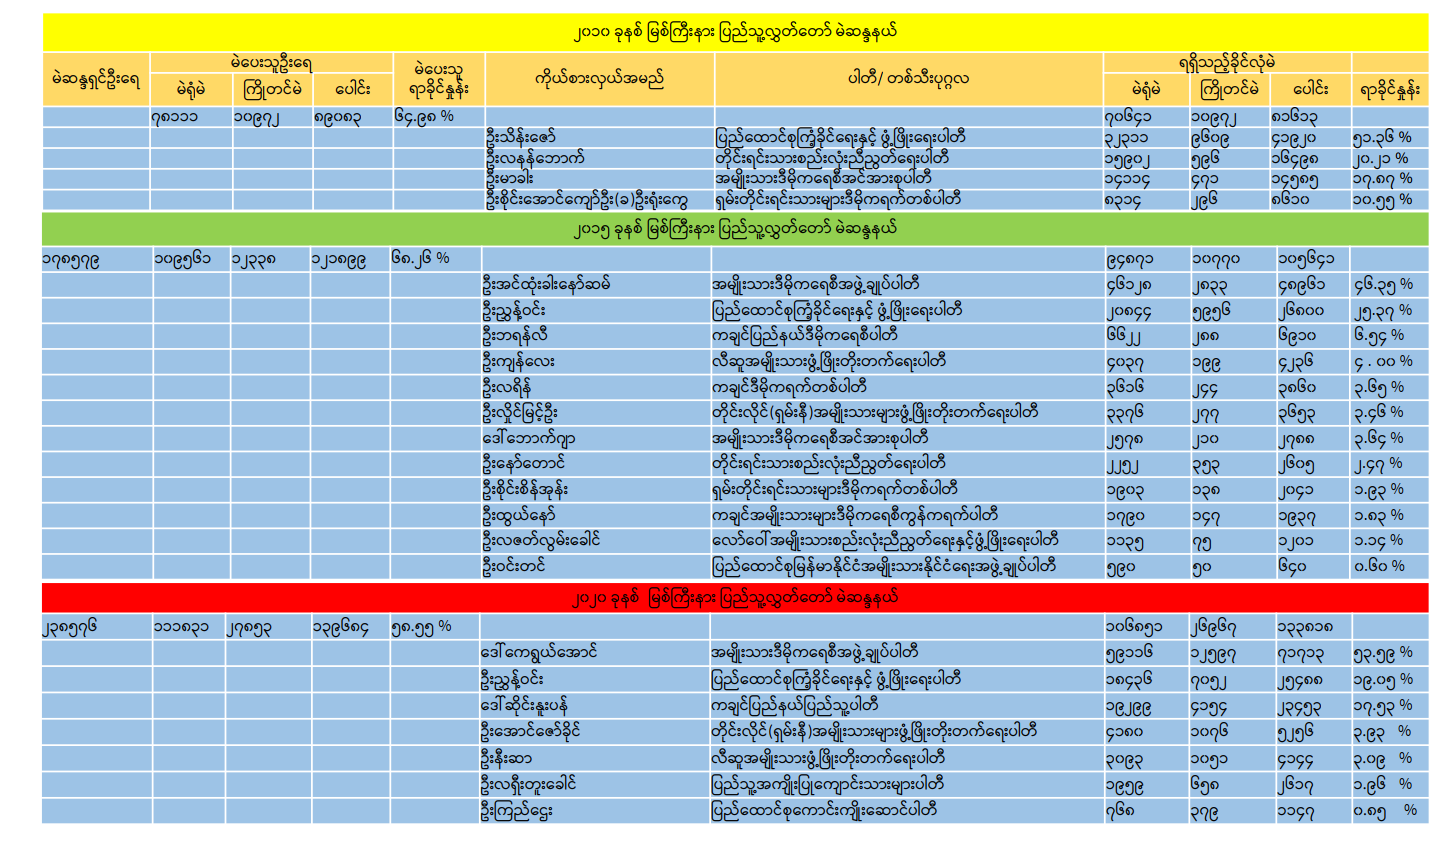 ၂၀၁၀ ခုနှစ် မြစ်ကြီးနား ပြည်သူ့လွှတ်တော် မဲဆန္ဒနယ်
မဲဆန္ဒရှင်ဦးရေ မဲပေးသူဦးရေ မဲပေးသူ ရာခိုင်နှုန်း ကိုယ်စားလှယ်အမည် ပါတီ/ တစ်သီးပုဂ္ဂလ ရရှိသည့်ခိုင်လုံမဲ
မဲရုံမဲ ကြိုတင်မဲ ပေါင်း မဲရုံမဲ ကြိုတင်မဲ ပေါင်း ရာခိုင်နှုန်း
၇၈၁၁၁ ၁၀၉၇၂ ၈၉၀၈၃ ၆၄.၉၈ % ၇၀၆၄၁ ၁၀၉၇၂ ၈၁၆၁၃
ဦးသိန်းဇော် ပြည်ထောင်စုကြံ့ခိုင်ရေးနှင့် ဖွံ့ဖြိုးရေးပါတီ ၃၂၃၁၁ ၉၆၀၉ ၄၁၉၂၀ ၅၁.၃၆ %
ဦးလနန်ဘောက် တိုင်းရင်းသားစည်းလုံးညီညွတ်ရေးပါတီ ၁၅၉၀၂ ၅၉၆ ၁၆၄၉၈ ၂၀.၂၁ %
ဦးမာခါး အမျိုးသားဒီမိုကရေစီအင်အားစုပါတီ ၁၄၁၁၄ ၄၇၁ ၁၄၅၈၅ ၁၇.၈၇ %
ဦးစိုင်းအောင်ကျော်ဦး(ခ)ဦးရုံးကွေ ရှမ်းတိုင်းရင်းသားများဒီမိုကရက်တစ်ပါတီ ၈၃၁၄ ၂၉၆ ၈၆၁၀ ၁၀.၅၅ %
၂၀၁၅ ခုနှစ် မြစ်ကြီးနား ပြည်သူ့လွှတ်တော် မဲဆန္ဒနယ်
၁၇၈၅၇၉ ၁၀၉၅၆၁ ၁၂၃၃၈ ၁၂၁၈၉၉ ၆၈.၂၆ % ၉၄၈၇၁ ၁၀၇၇၀ ၁၀၅၆၄၁
ဦးအင်ထုံးခါးနော်ဆမ် အမျိုးသားဒီမိုကရေစီအဖွဲ့ချုပ်ပါတီ ၄၆၁၂၈ ၂၈၃၃ ၄၈၉၆၁ ၄၆.၃၅ %
ဦးညွှန့်ဝင်း ပြည်ထောင်စုကြံ့ခိုင်ရေးနှင့် ဖွံ့ဖြိုးရေးပါတီ ၂၀၈၄၄ ၅၉၅၆ ၂၆၈၀၀ ၂၅.၃၇ %
ဦးဘရန်လီ ကချင်ပြည်နယ်ဒီမိုကရေစီပါတီ ၆၆၂၂ ၂၈၈ ၆၉၁၀ ၆.၅၄ %
ဦးကျန်လေး လီဆူအမျိုးသားဖွံ့ဖြိုးတိုးတက်ရေးပါတီ ၄၀၃၇ ၁၉၉ ၄၂၃၆ ၄ . ၀၀ %
ဦးလရိန် ကချင်ဒီမိုကရက်တစ်ပါတီ ၃၆၁၆ ၂၄၄ ၃၈၆၀ ၃.၆၅ %
ဦးလှိုင်မြင့်ဦး တိုင်းလိုင်(ရှမ်းနီ)အမျိုးသားများဖွံ့ဖြိုးတိုးတက်ရေးပါတီ ၃၃၇၆ ၂၇၇ ၃၆၅၃ ၃.၄၆ %
ဒေါ်ဘောက်ဂျာ အမျိုးသားဒီမိုကရေစီအင်အားစုပါတီ ၂၅၇၈ ၂၁၀ ၂၇၈၈ ၃.၆၄ %
ဦးနော်တောင် တိုင်းရင်းသားစည်းလုံးညီညွတ်ရေးပါတီ ၂၂၅၂ ၃၅၃ ၂၆၀၅ ၂.၄၇ %
ဦးစိုင်းစိန်အုန်း ရှမ်းတိုင်းရင်းသားများဒီမိုကရက်တစ်ပါတီ ၁၉၀၃ ၁၃၈ ၂၀၄၁ ၁.၉၃ %
ဦးထွယ်နော် ကချင်အမျိုးသားများဒီမိုကရေစီကွန်ကရက်ပါတီ ၁၇၉၀ ၁၄၇ ၁၉၃၇ ၁.၈၃ %
ဦးလဇတ်လွမ်းခေါင် လော်ဝေါ်အမျိုးသားစည်းလုံးညီညွတ်ရေးနှင့်ဖွံ့ဖြိုးရေးပါတီ ၁၁၃၅ ၇၅ ၁၂၀၁ ၁.၁၄ %
ဦးဝင်းတင် ပြည်ထောင်စုမြန်မာနိုင်ငံအမျိုးသားနိုင်ငံရေးအဖွဲ့ချုပ်ပါတီ ၅၉၀ ၅၀ ၆၄၀ ၀.၆၀ %
၂၀၂၀ ခုနှစ် မြစ်ကြီးနား ပြည်သူ့လွှတ်တော် မဲဆန္ဒနယ်
၂၃၈၅၇၆ ၁၁၁၈၃၁ ၂၇၈၅၃ ၁၃၉၆၈၄ ၅၈.၅၅ % ၁၀၆၈၅၁ ၂၆၉၆၇ ၁၃၃၈၁၈
ဒေါ်ကေရွယ်အောင် အမျိုးသားဒီမိုကရေစီအဖွဲ့ချုပ်ပါတီ ၅၉၁၁၆ ၁၂၅၉၇ ၇၁၇၁၃ ၅၃.၅၉ %
ဦးညွှန့်ဝင်း ပြည်ထောင်စုကြံ့ခိုင်ရေးနှင့် ဖွံ့ဖြိုးရေးပါတီ ၁၈၄၃၆ ၇၀၅၂ ၂၅၄၈၈ ၁၉.၀၅ %
ဒေါ်ဆိုင်းနူးပန် ကချင်ပြည်နယ်ပြည်သူ့ပါတီ ၁၉၂၉၉ ၄၁၅၄ ၂၃၄၅၃ ၁၇.၅၃ %
ဦးအောင်ဇော်ခိုင် တိုင်းလိုင်(ရှမ်းနီ)အမျိုးသားများဖွံ့ဖြိုးတိုးတက်ရေးပါတီ ၄၁၈၀ ၁၀၇၆ ၅၂၅၆ ၃.၉၃ %
ဦးနီးဆာ လီဆူအမျိုးသားဖွံ့ဖြိုးတိုးတက်ရေးပါတီ ၃၀၉၃ ၁၀၅၁ ၄၁၄၄ ၃.၀၉ %
ဦးလရှီးတူးခေါင် ပြည်သူ့အကျိုးပြုကျောင်းသားများပါတီ ၁၉၅၉ ၆၅၈ ၂၆၁၇ ၁.၉၆ %
ဦးကြည်ဌေး ပြည်ထောင်စုကောင်းကျိုးဆောင်ပါတီ ၇၆၈ ၃၇၉ ၁၁၄၇ ၀.၈၅ %